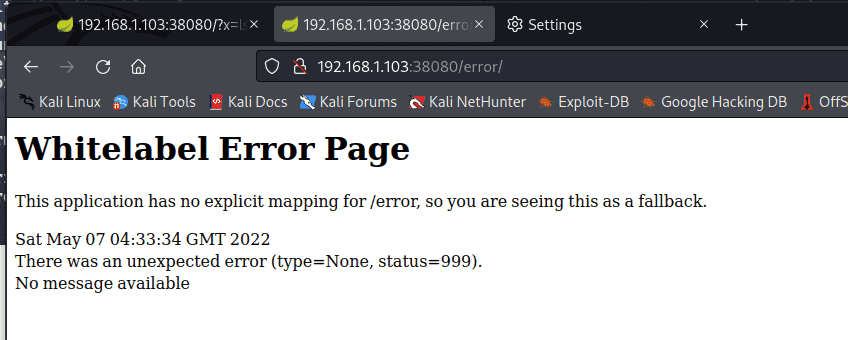 192.168.1.103:38080/?x=ls
192.168.1.103:38080/erro
Settings
192.168.1.103:38080/error/
Kali Linux
Kali Tools
Kali Docs
Kali Forums
Kali NetHunter
Exploit-DB
Google Hacking DB
OffS
Whitelabel Error Page
This application has no explicit mapping for /error, so you are seeing this as a fallback.
Sat May 07 04:33:34 GMT 2022
There was an unexpected error (type=None, status=999).
No message available